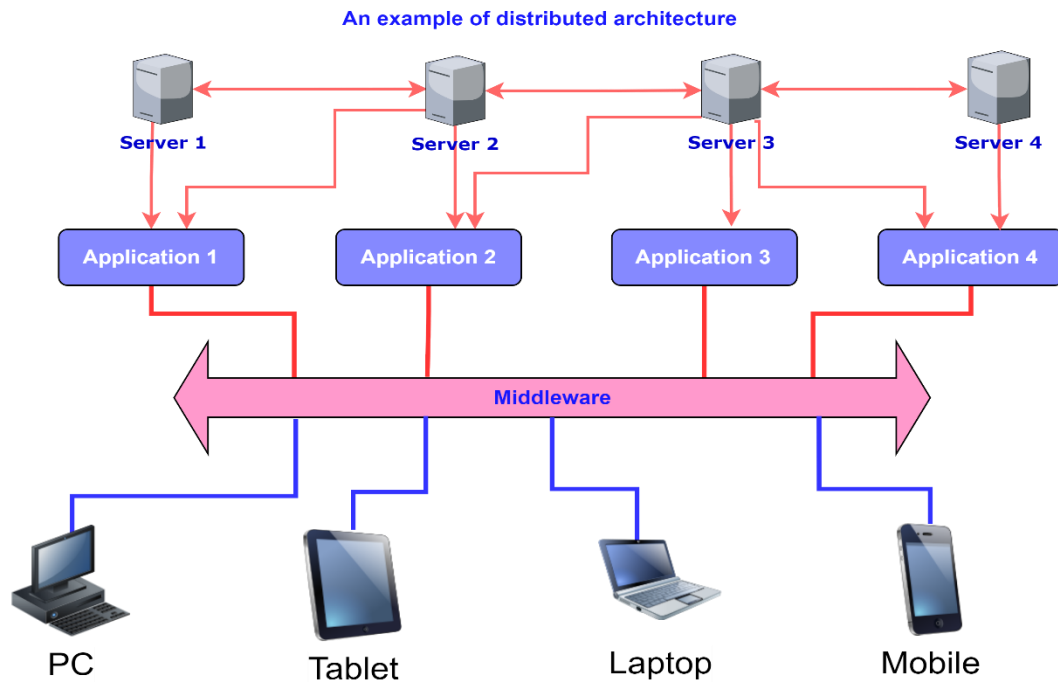 An example of distributed architecture
Server 1
Server 2
Server 3
Server 4
Application 1
Application 2
Application 3
Application 4
Middleware
PC
Tablet
Laptop
Mobile